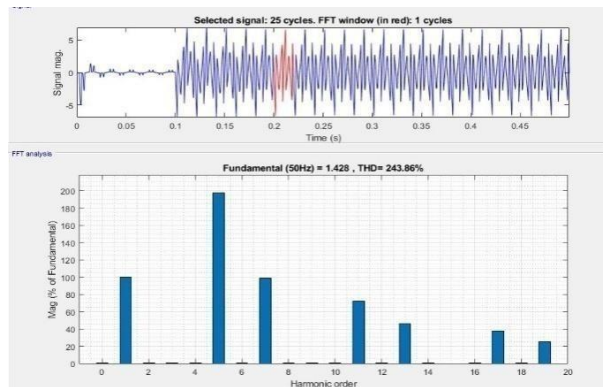 Selected signal: 25 cycles. FFT window (in red): 1 cycles
Signal mag.
5
0
-5
0 0.05 0.1 0.15 0.2 0.25 0.3 0.35 0.4 0.45
Time (s)
FFT analysis
Fundamental (50Hz) = 1.428 , THD= 243.86%
Mag (% of Fundamental)
200
180
160
140
120
100
80
60
40
20
0
0 2 4 6 8 10 12 14 16 18 20
Harmonic order